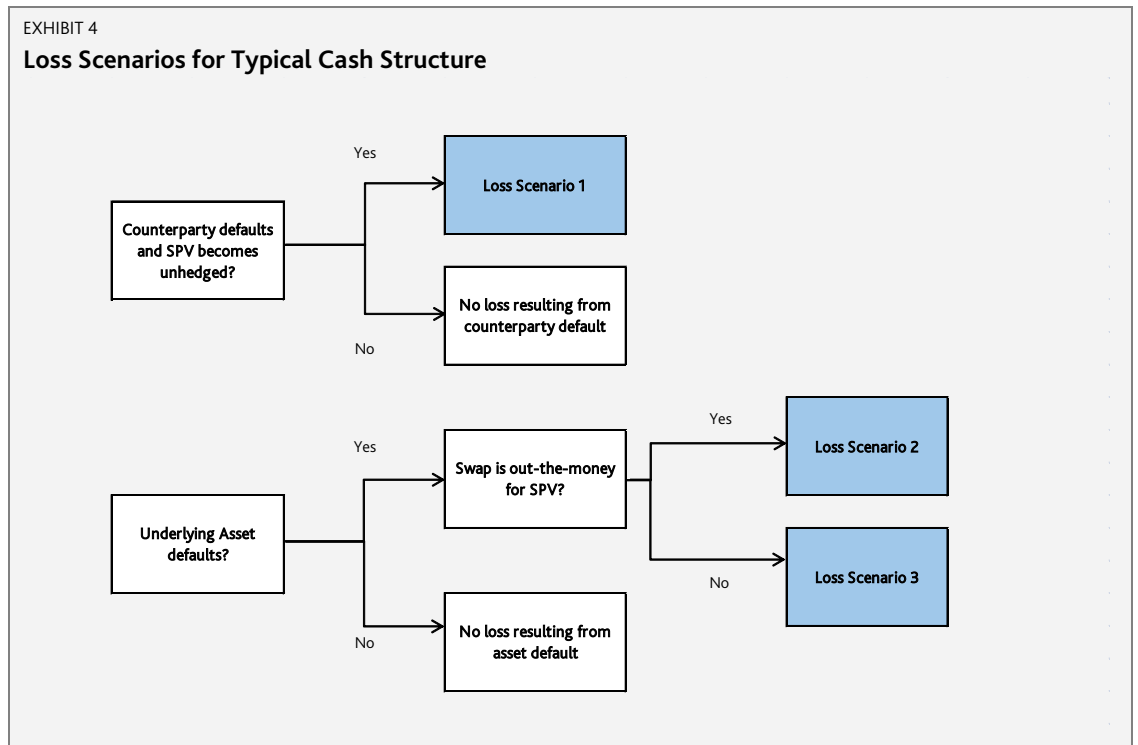 EXHIBIT 4
Loss Scenarios for Typical Cash Structure
Yes
Loss Scenario 1
Counterparty defaults
and SPV becomes
unhedged?
No loss resulting from
counterparty default
No
Yes
Loss Scenario 2
Yes
Swap is out-the-money
for SPV?
Underlying Asset
defaults?
Loss Scenario 3
No
No loss resulting from
asset default
No